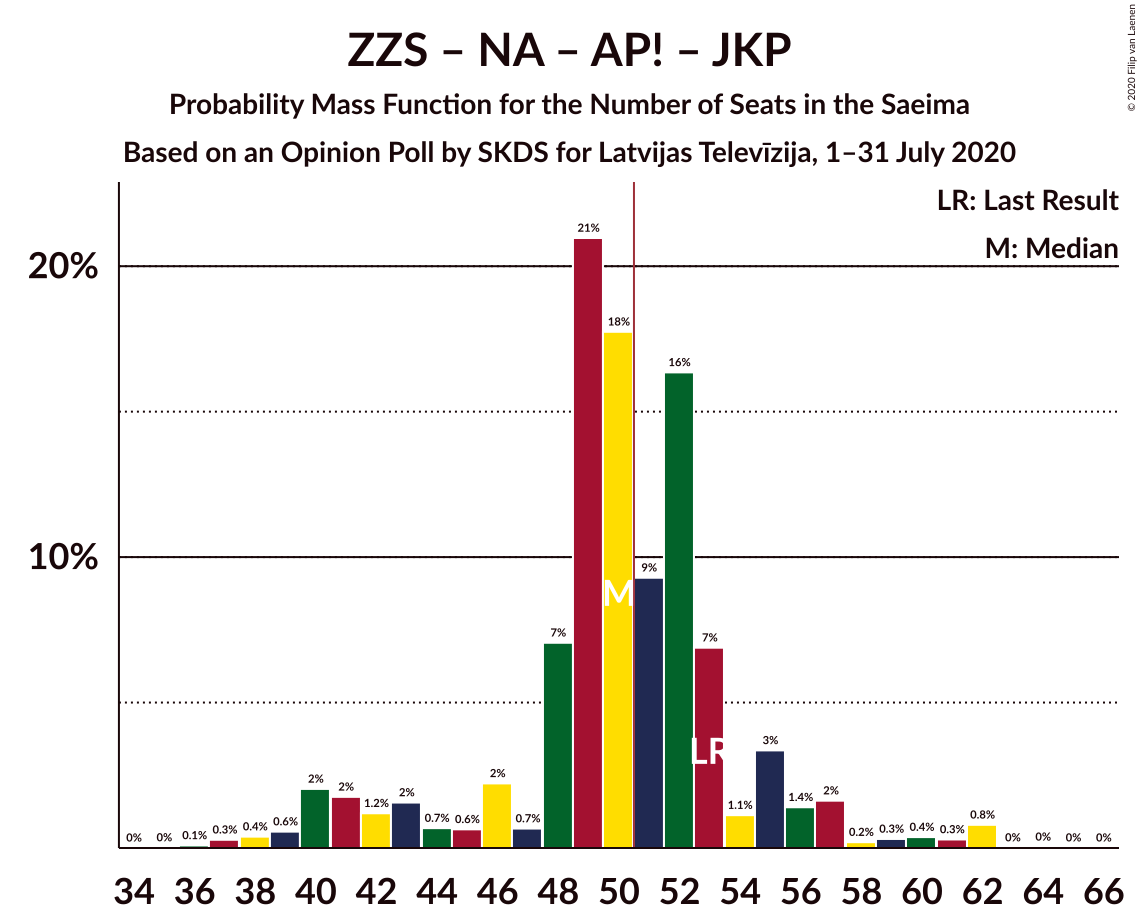 ZZS – NA – AP! – JKP
Probability Mass Function for the Number of Seats in the Saeima
Based on an Opinion Poll by SKDS for Latvijas Televīzija, 1–31 July 2020
© 2020 Filip van Laenen
LR: Last Result
M: Median
20%
10%
0% 0% 0.1% 0.3% 0.4% 0.6% 2% 2% 1.2% 2% 0.7% 0.6% 2% 0.7% 7% 21% 18% 9% 16% 7% 1.1% 3% 1.4% 2% 0.2% 0.3% 0.4% 0.3% 0.8% 0% 0% 0% 0%
M
LR
34 36 38 40 42 44 46 48 50 52 54 56 58 60 62 64 66